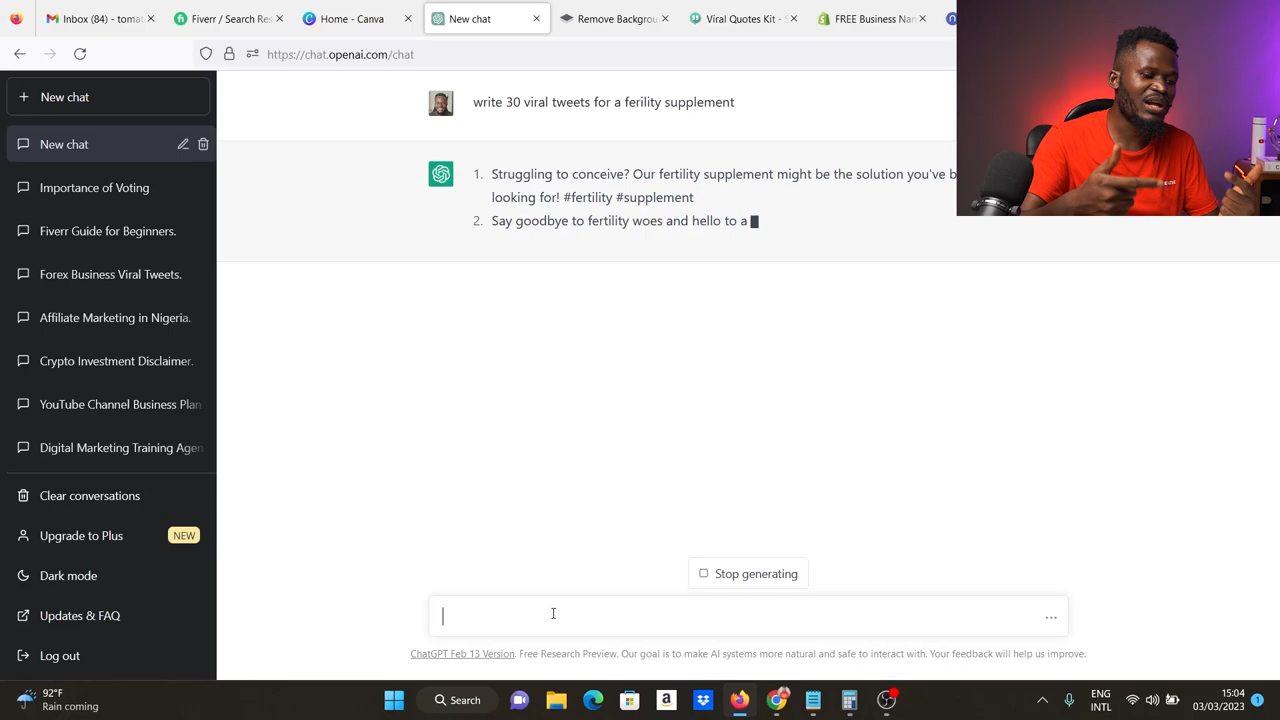 Inbox (84) - tomat
Fiverr / Search Res
Home - Canva
New chat
Remove Backgrou
Viral Quotes Kit - S
FREE Business Nan
https://chat.openai.com/chat
New chat
New chat
Importance of Voting
Fiverr Guide for Beginners.
Forex Business Viral Tweets.
Affiliate Marketing in Nigeria.
Crypto Investment Disclaimer.
YouTube Channel Business Plan
Digital Marketing Training Agen
Clear conversations
Upgrade to Plus NEW
Dark mode
Updates & FAQ
Log out
write 30 viral tweets for a ferility supplement
1. Struggling to conceive? Our fertility supplement might be the solution you've b
looking for! #fertility #supplement
2. Say goodbye to fertility woes and hello to a
Stop generating
ChatGPT Feb 13 Version. Free Research Preview. Our goal is to make AI systems more natural and safe to interact with. Your feedback will help us improve.
92°F
Rain coming
Search
ENG
INTL
15:04
03/03/2023
1